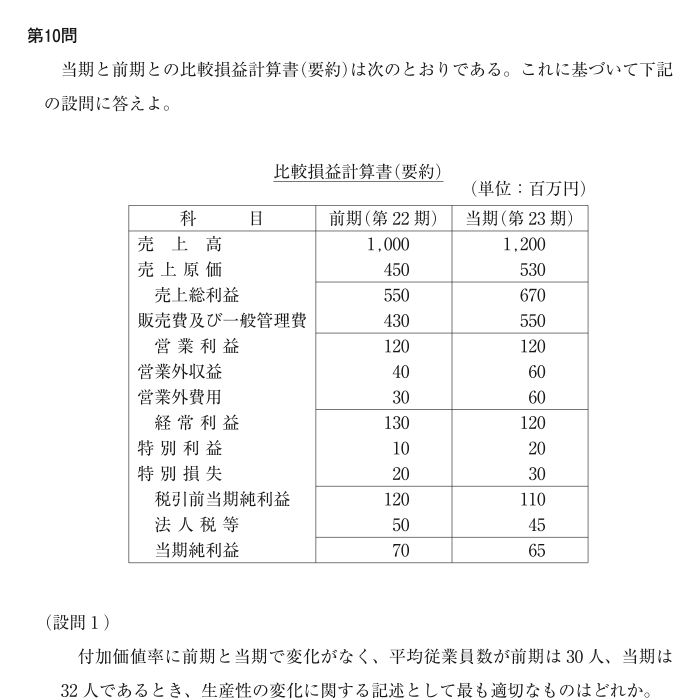 第10問
当期と前期との比較損益計算書(要約)は次のとおりである。これに基づいて下記
の設問に答えよ。
比較損益計算書(要約)
(単位:百万円)
科　　　目　前期(第22期)　当期(第23期)
売　上　高　1,000　1,200
売上原価　450　530
売上総利益　550　670
販売費及び一般管理費　430　550
営業利益　120　120
営業外収益　40　60
営業外費用　30　60
経常利益　130　120
特別利益　10　20
特別損失　20　30
税引前当期純利益　120　110
法人税等　50　45
当期純利益　70　65
(設問1)
付加価値率に前期と当期で変化がなく、平均従業員数が前期は30人、当期は
32人であるとき、生産性の変化に関する記述として最も適切なものはどれか。